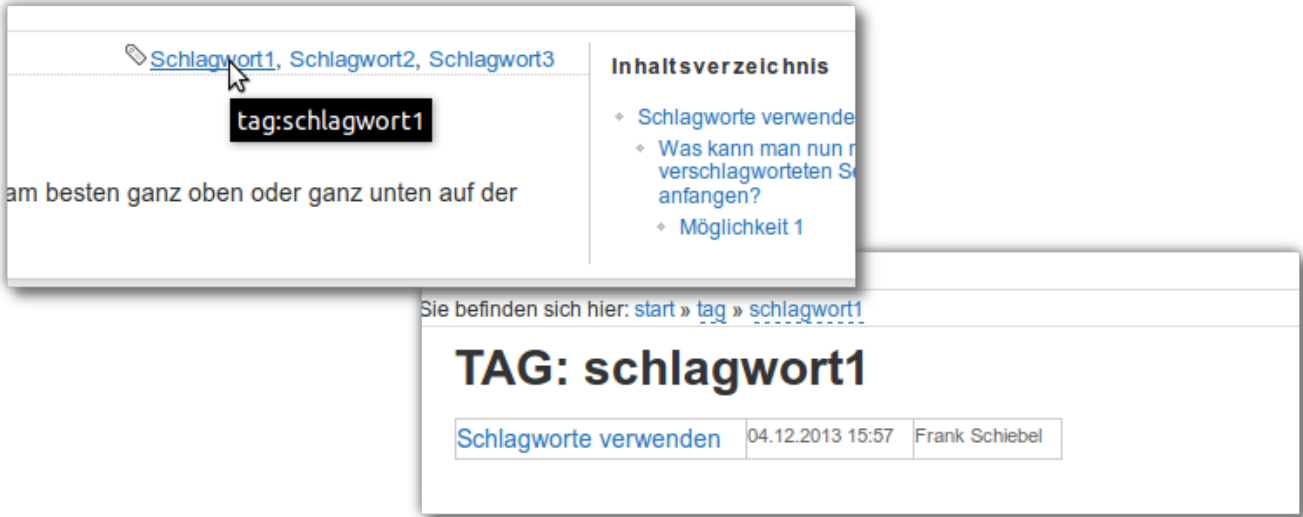 Schlagwort1, Schlagwort2, Schlagwort3
tag:schlagwort1
am besten ganz oben oder ganz unten auf der
Inhaltsverzeichnis
Schlagworte verwende
Was kann man nun
verschlagworteten
anfangen?
Möglichkeit 1
Sie befinden sich hier: start » tag » schlagwort1
TAG: schlagwort1
Schlagworte verwenden 04.12.2013 15:57 Frank Schiebel